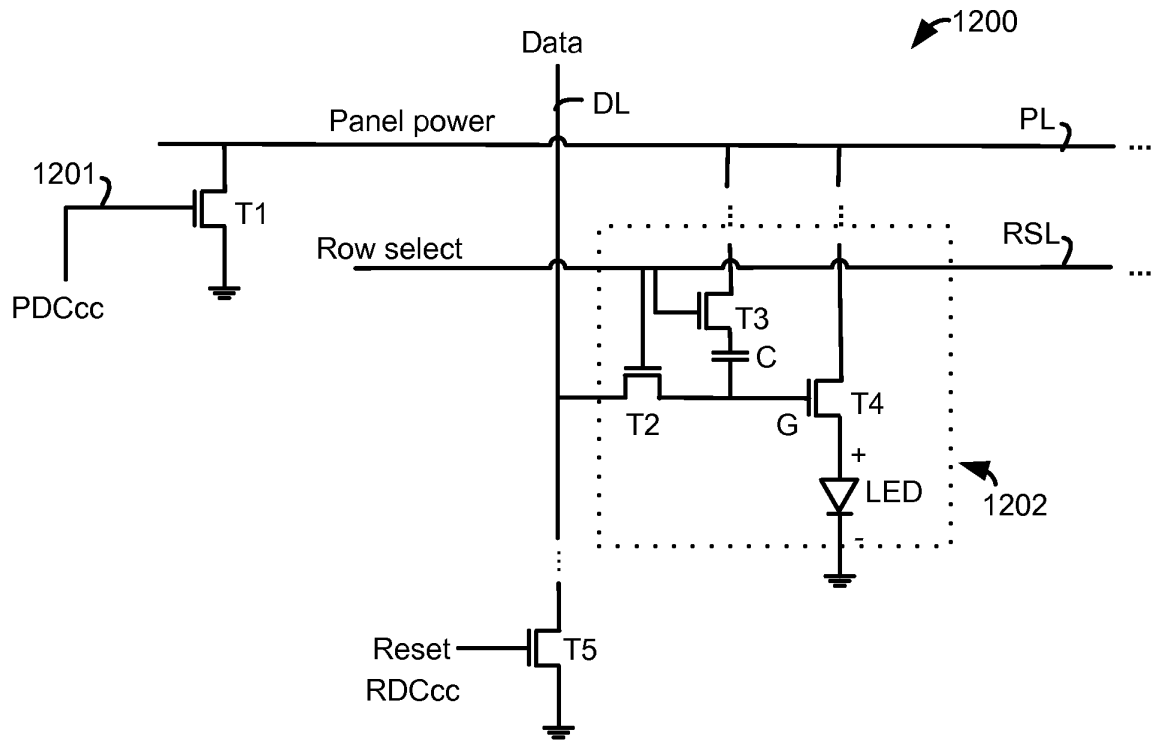 1200
Data
DL
Panel power
PL
...
1201
T1
Row select
RSL
...
PDCcc
T3
C
T2
G
T4
+
LED
1202
-
Reset
T5
RDCcc